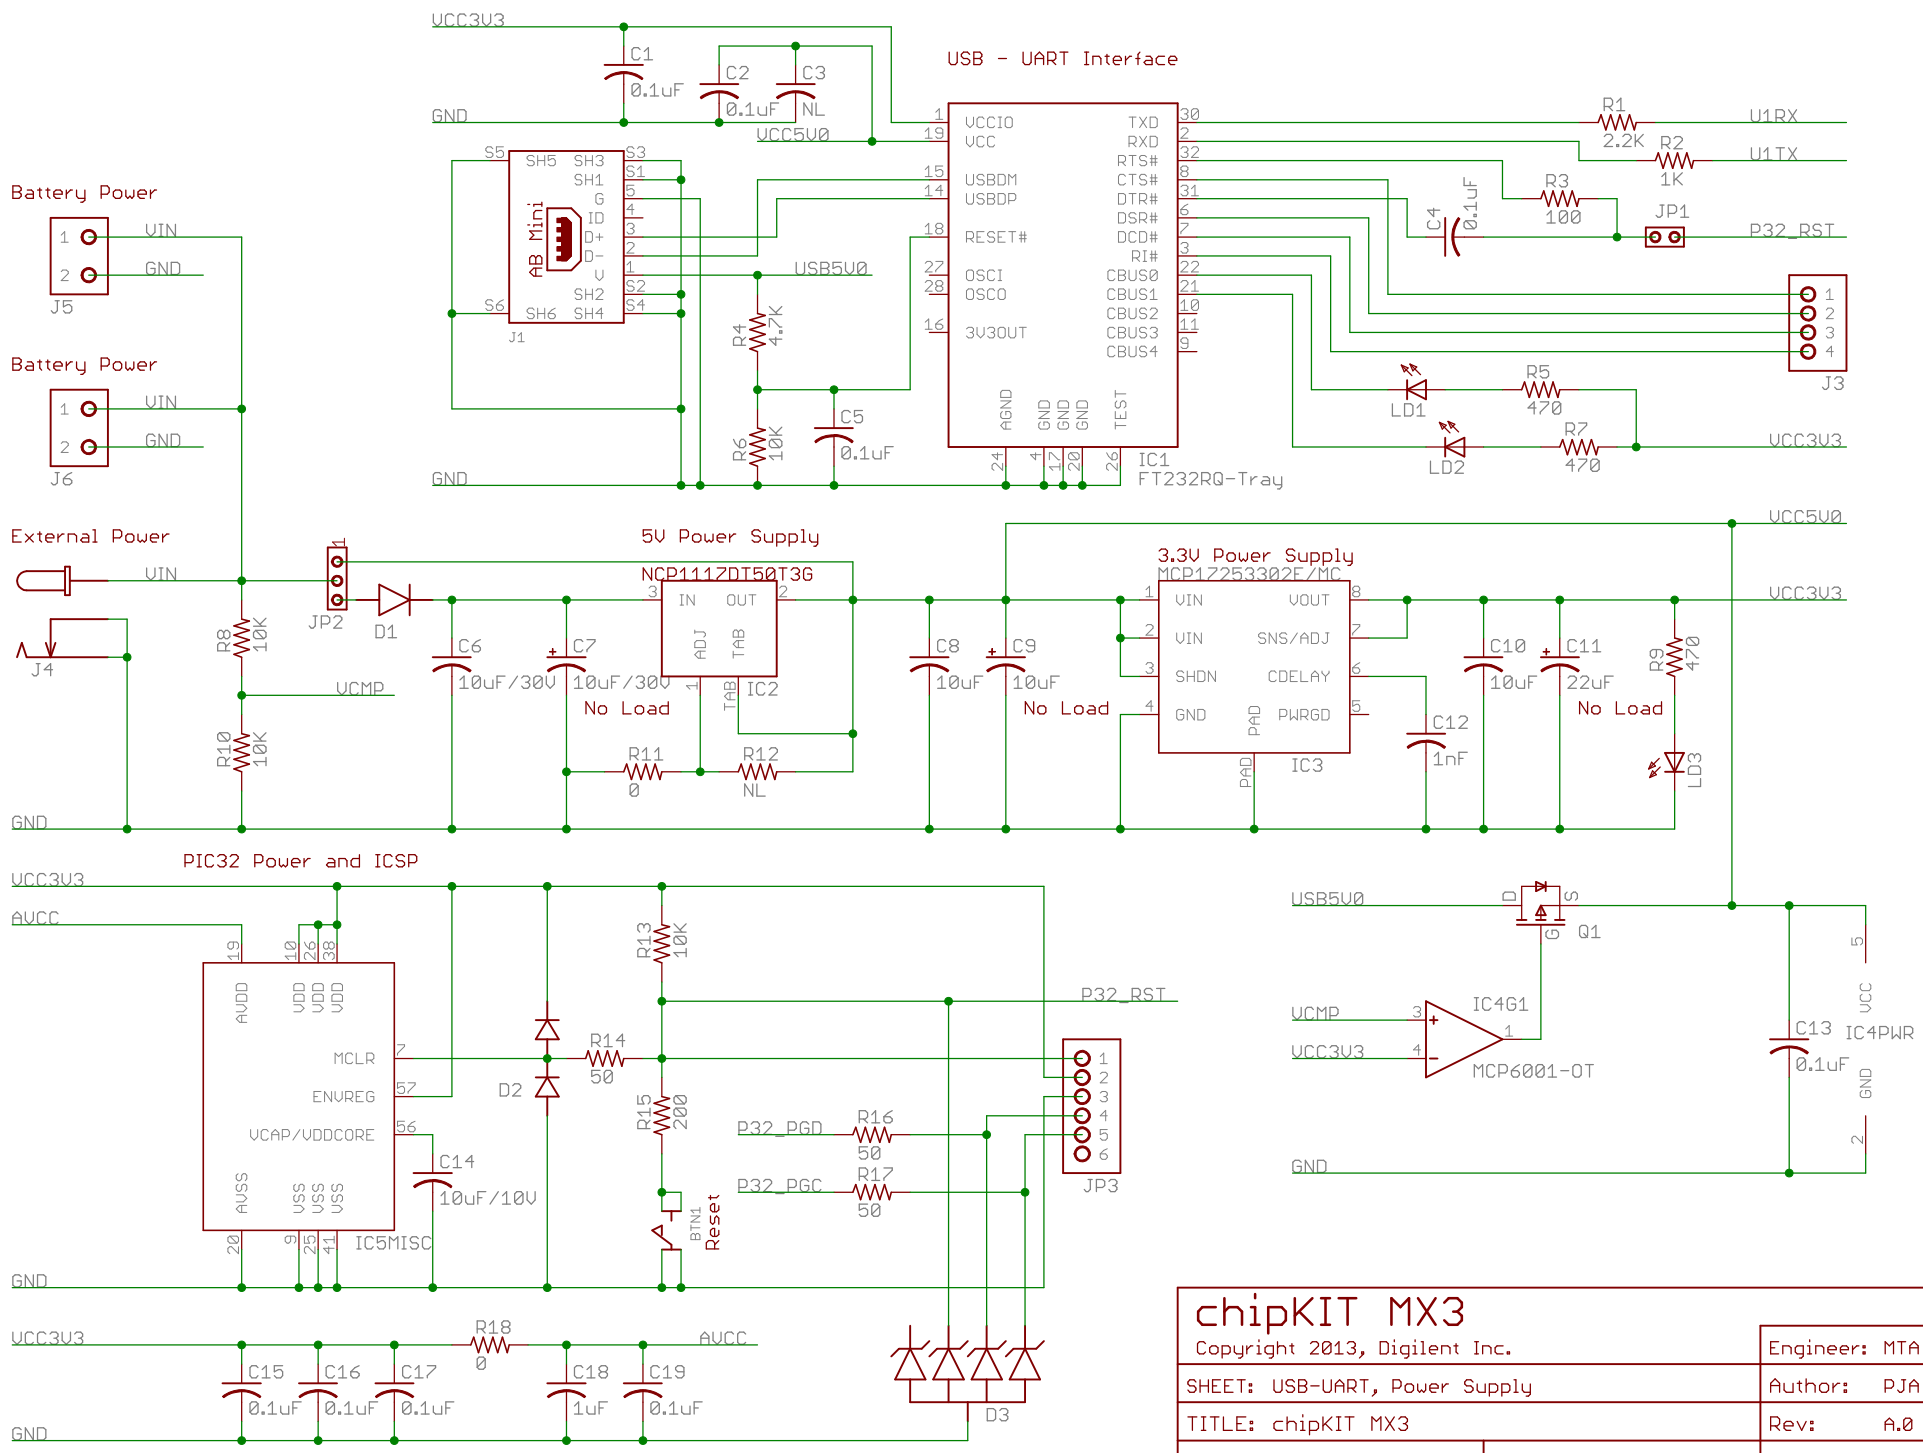 VCC3V3
C1
0.1uF
C2
0.1uF
C3
NL
GND
VCC5V0
USB - UART Interface
1 VCCIO
19 VCC
15 USBDM
14 USBDP
18 RESET#
27 OSCI
28 OSCO
16 3V3OUT
TXD 30
RXD 2
RTS# 32
CTS# 8
DTR# 31
DSR# 6
DCD# 7
RI# 3
CBUS0 22
CBUS1 21
CBUS2 10
CBUS3 11
CBUS4 9
AGND GND GND GND TEST
24 4 17 20 26
IC1
FT232RQ-Tray
R1
2.2K
U1RX
R2
1K
U1TX
R3
100
C4
0.1uF
JP1
P32_RST
1
2
3
4
J3
LD1
R5
470
LD2
R7
470
VCC3V3
S5 SH5 SH3 S3
SH1 S1
G 5
ID 4
D+ 3
D- 2
V 1
SH2 S2
S6 SH6 SH4 S4
AB Mini
J1
USB5V0
R4
4.7K
R6
10K
C5
0.1uF
GND
Battery Power
1 VIN
2 GND
J5
Battery Power
1 VIN
2 GND
J6
External Power
VIN
J4
1
JP2
D1
R8
10K
VCMP
R10
10K
GND
C6
10uF/30V
C7
+
10uF/30V
No Load
5V Power Supply
NCP1117DT50T3G
3 IN OUT 2
ADJ TAB
1 TAB
IC2
R11
0
R12
NL
C8
10uF
C9
+
10uF
No Load
VCC5V0
3.3V Power Supply
MCP17253302E/MC
1 VIN VOUT 8
2 VIN SNS/ADJ 7
3 SHDN CDELAY 6
4 GND PWRGD 5
PAD
PAD
IC3
C12
1nF
C10
10uF
C11
+
22uF
No Load
R9
470
LD3
VCC3V3
PIC32 Power and ICSP
VCC3V3
AVCC
19 10 26 38
AVDD VDD VDD VDD
MCLR 7
ENVREG 57
VCAP/VDDCORE 56
AVSS VSS VSS VSS
20 9 25 41
IC5MISC
C14
10uF/10V
D2
R14
50
R13
10K
R15
200
BTN1
Reset
P32_RST
1
2
3
4
5
6
JP3
P32_PGD
R16
50
P32_PGC
R17
50
GND
USB5V0
D S
G
Q1
VCMP 3 +
VCC3V3 4 -
1
IC4G1
MCP6001-OT
C13
0.1uF
5
VCC
IC4PWR
GND
2
GND
VCC3V3
R18
0
AVCC
C15
0.1uF
C16
0.1uF
C17
0.1uF
C18
1uF
C19
0.1uF
GND
D3
chipKIT MX3
Copyright 2013, Digilent Inc.
Engineer: MTA
SHEET: USB-UART, Power Supply
Author: PJA
TITLE: chipKIT MX3
Rev: A.0